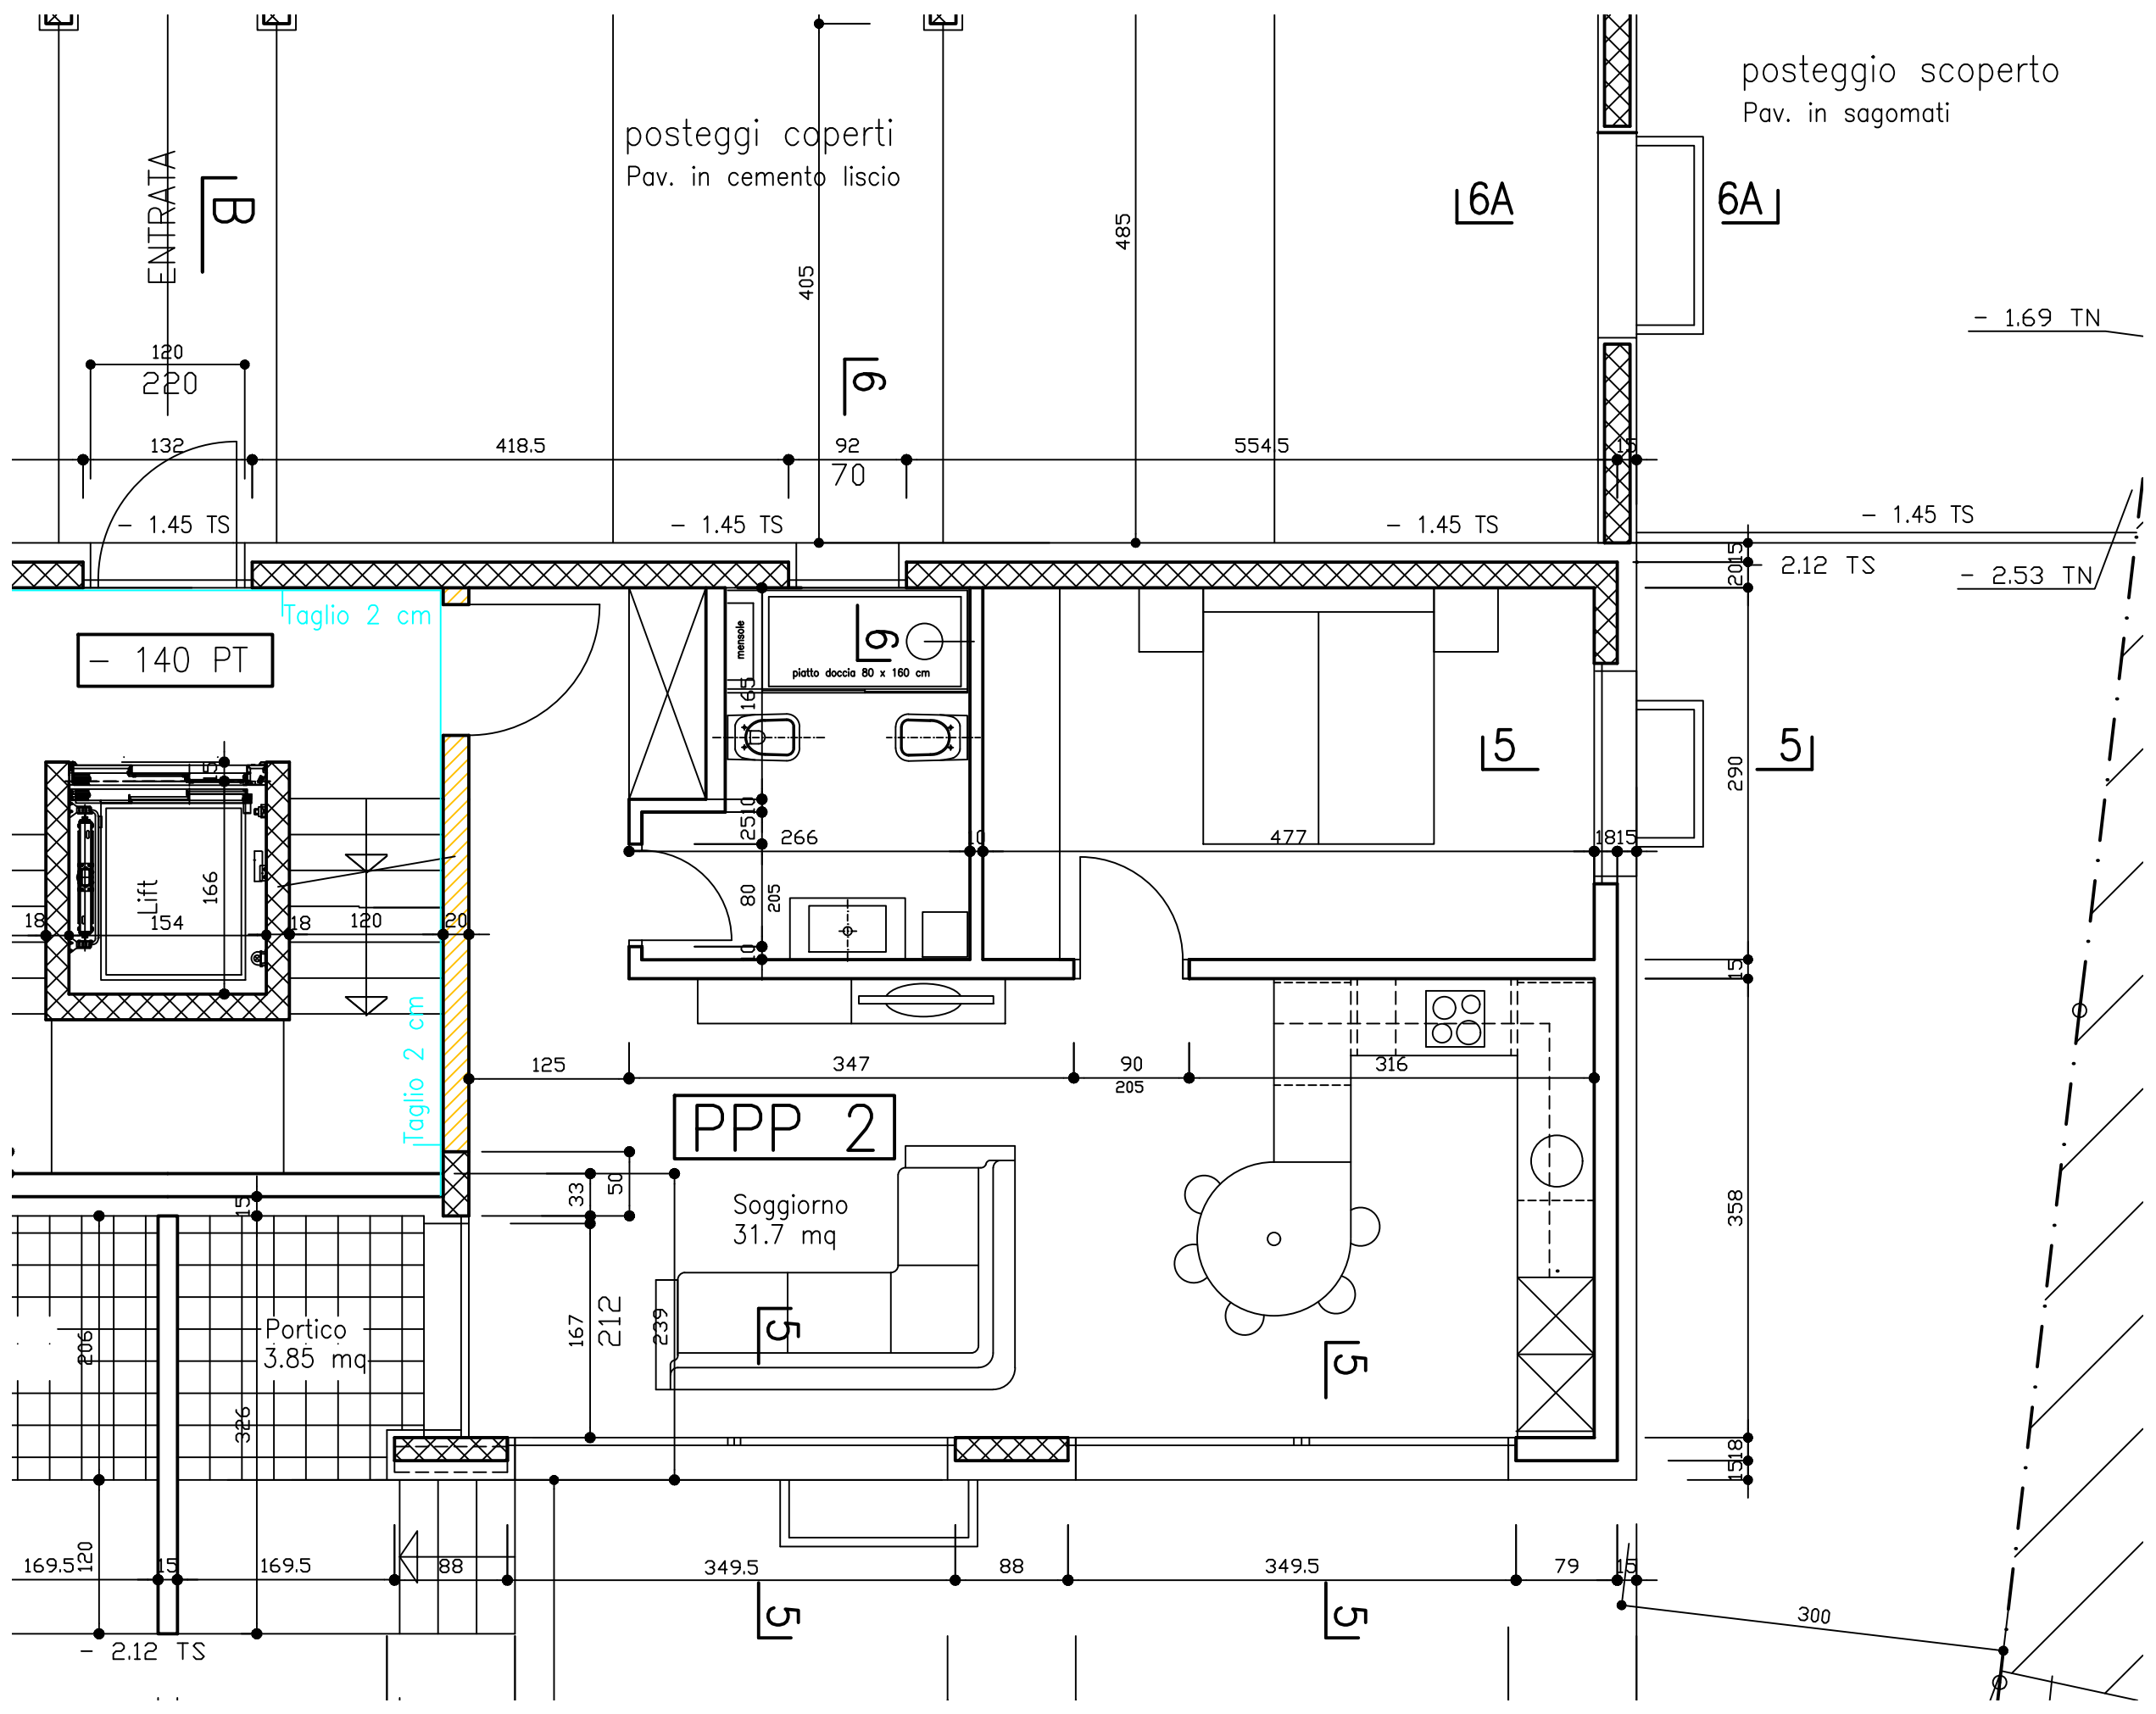 posteggio scoperto
Pav. in sagomati
posteggi coperti
Pav. in cemento liscio
ENTRATA
B
6A
6A
485
405
- 1.69 TN
120
220
6
132
418.5
92
70
554.5
15
- 1.45 TS
- 1.45 TS
- 1.45 TS
- 1.45 TS
15
20
2.12 TS
- 2.53 TN
Taglio 2 cm
- 140 PT
mensole
6
piatto doccia 80 x 160 cm
165
5
5
290
15
10
25
266
10
477
18
15
Lift
166
80
205
18
154
18
120
20
10
15
Taglio 2 cm
125
347
90
205
316
PPP 2
33
50
15
Soggiorno
31.7 mq
358
Portico
3.85 mq
206
167
212
239
5
5
326
18
15
120
169.5
15
169.5
88
349.5
88
349.5
79
15
5
5
300
- 2.12 TS